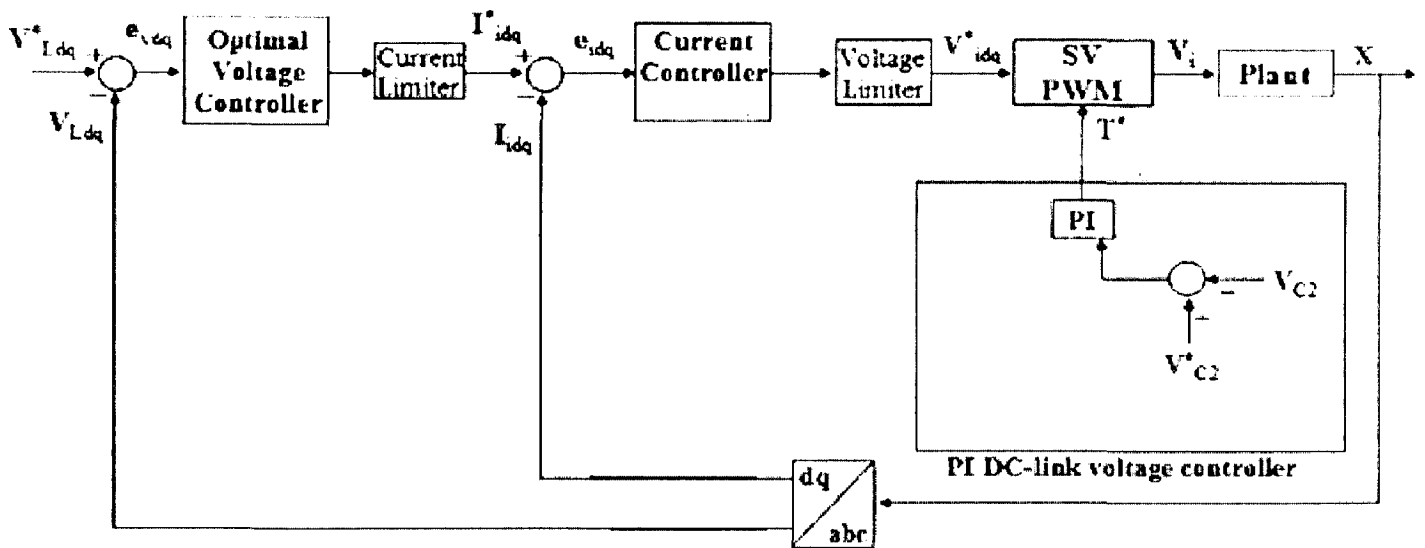 V*Ldq
+
−
evdq
Optimal
Voltage
Controller
Current
Limiter
I*idq
+
−
eidq
Current
Controller
Voltage
Limiter
V*idq
SV
PWM
Vi
Plant
X
VLdq
Iidq
T*
PI
−
VC2
+
V*C2
PI DC-link voltage controller
dq
abc